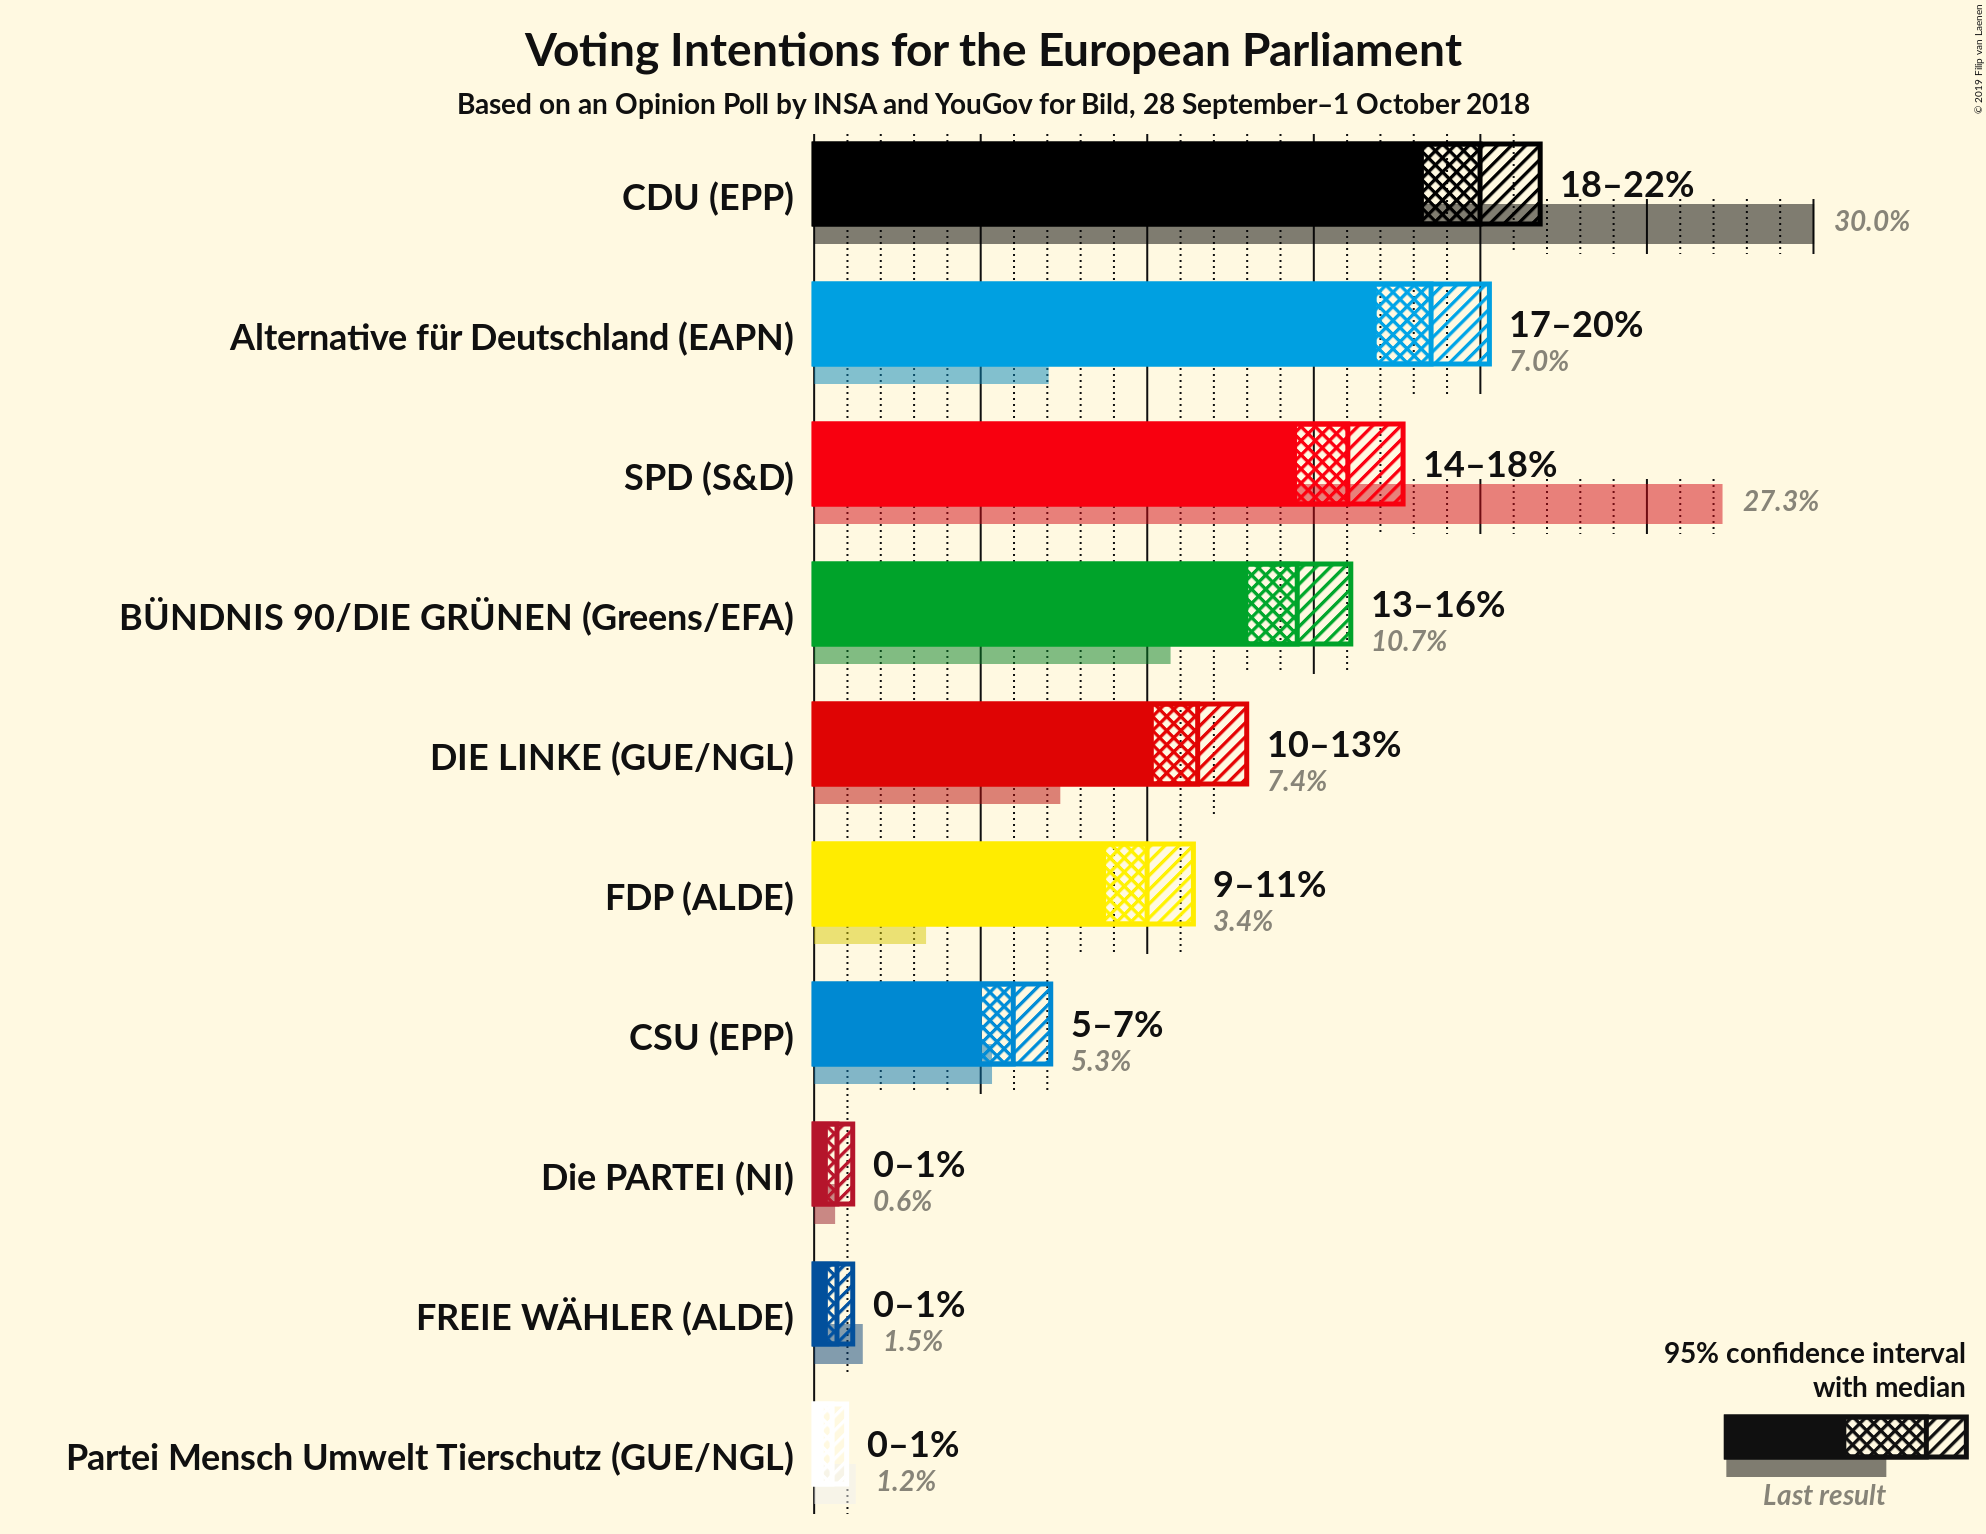 Voting Intentions for the European Parliament
Based on an Opinion Poll by INSA and YouGov for Bild, 28 September–1 October 2018
© 2019 Filip van Laenen
CDU (EPP)
18–22%
30.0%
Alternative für Deutschland (EAPN)
17–20%
7.0%
SPD (S&D)
14–18%
27.3%
BÜNDNIS 90/DIE GRÜNEN (Greens/EFA)
13–16%
10.7%
DIE LINKE (GUE/NGL)
10–13%
7.4%
FDP (ALDE)
9–11%
3.4%
CSU (EPP)
5–7%
5.3%
Die PARTEI (NI)
0–1%
0.6%
FREIE WÄHLER (ALDE)
0–1%
1.5%
Partei Mensch Umwelt Tierschutz (GUE/NGL)
0–1%
1.2%
95% confidence interval
with median
Last result